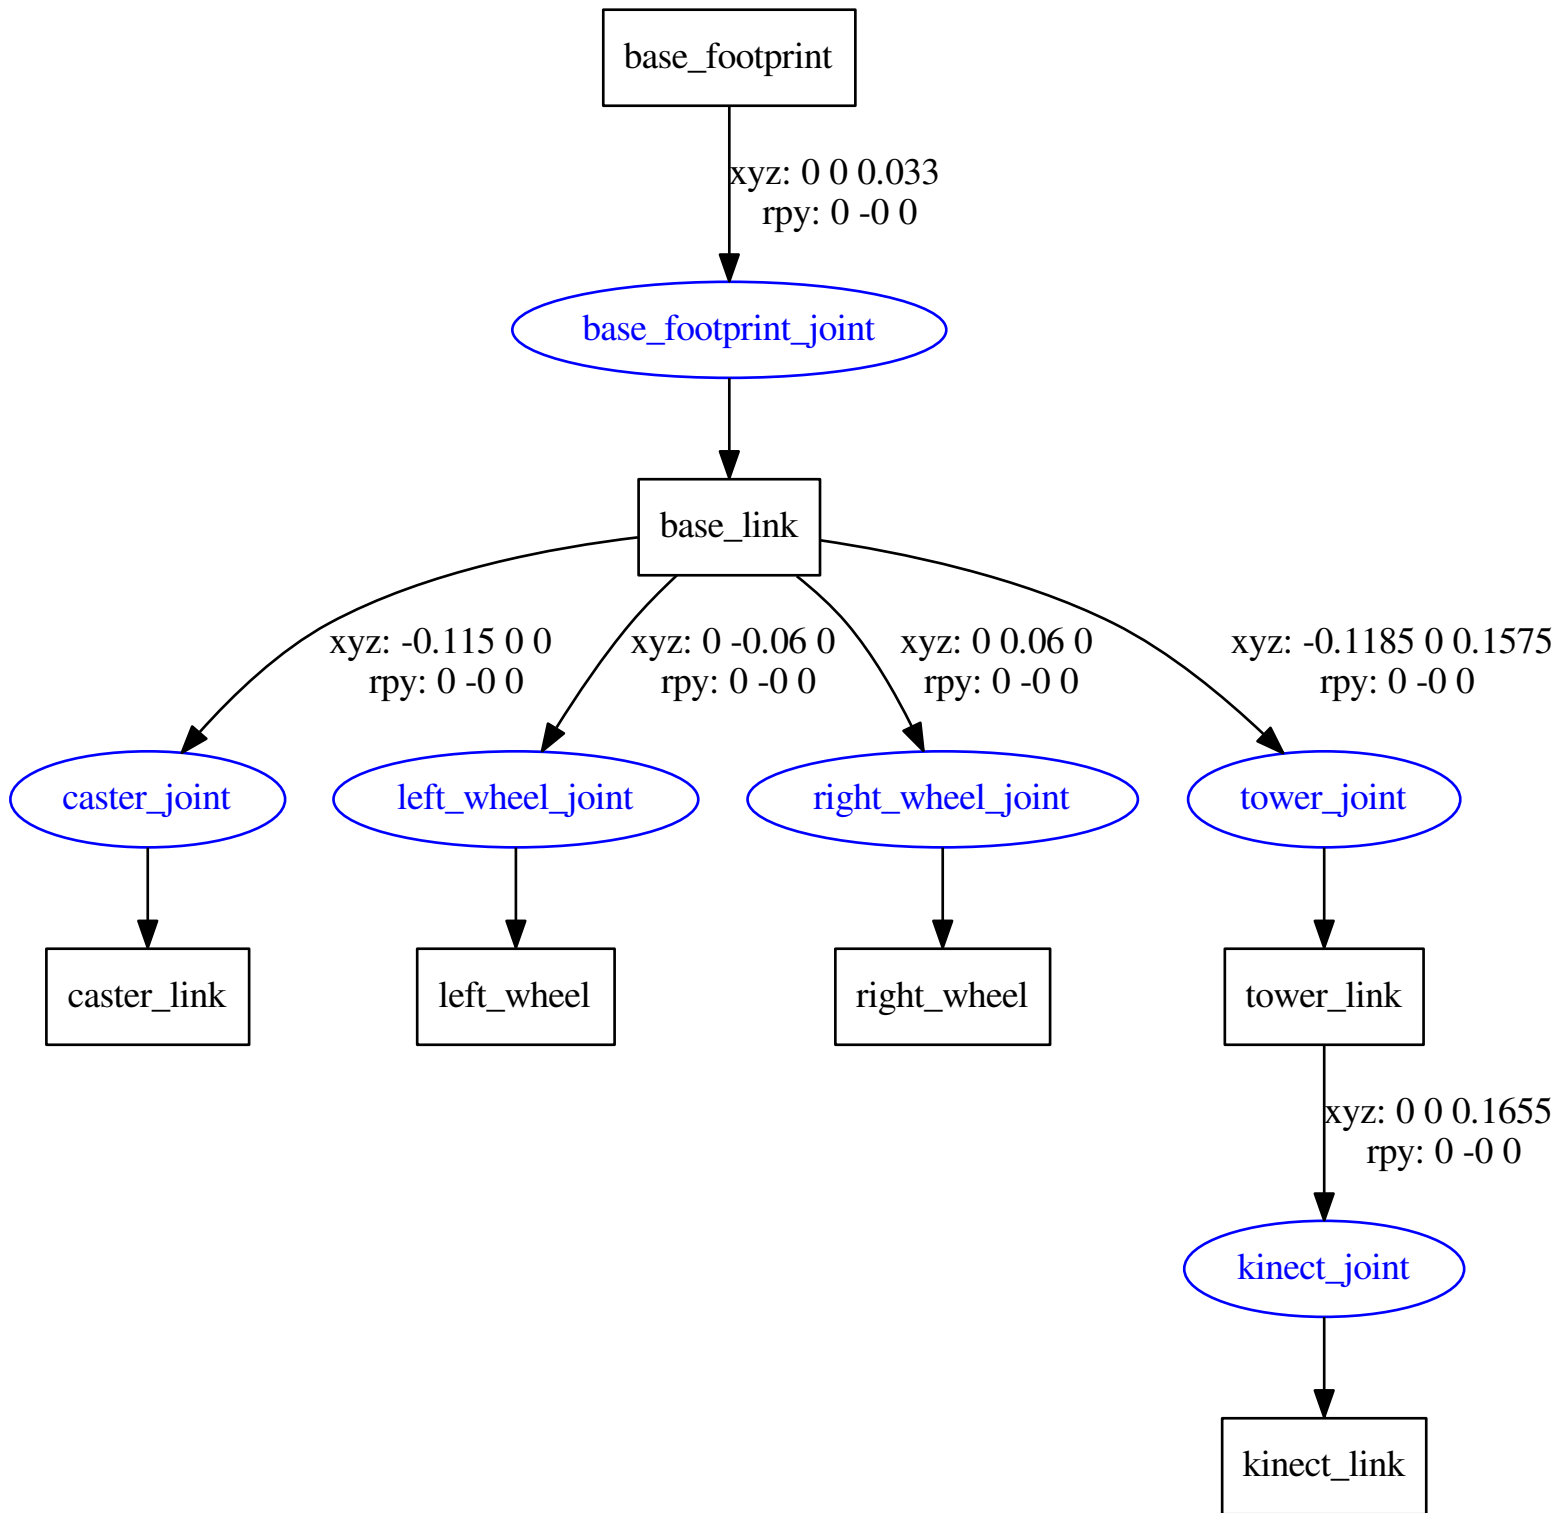 base_footprint
xyz: 0 0 0.033
rpy: 0 -0 0
base_footprint_joint
base_link
xyz: -0.115 0 0
rpy: 0 -0 0
xyz: 0 -0.06 0
rpy: 0 -0 0
xyz: 0 0.06 0
rpy: 0 -0 0
xyz: -0.1185 0 0.1575
rpy: 0 -0 0
caster_joint
left_wheel_joint
right_wheel_joint
tower_joint
caster_link
left_wheel
right_wheel
tower_link
xyz: 0 0 0.1655
rpy: 0 -0 0
kinect_joint
kinect_link